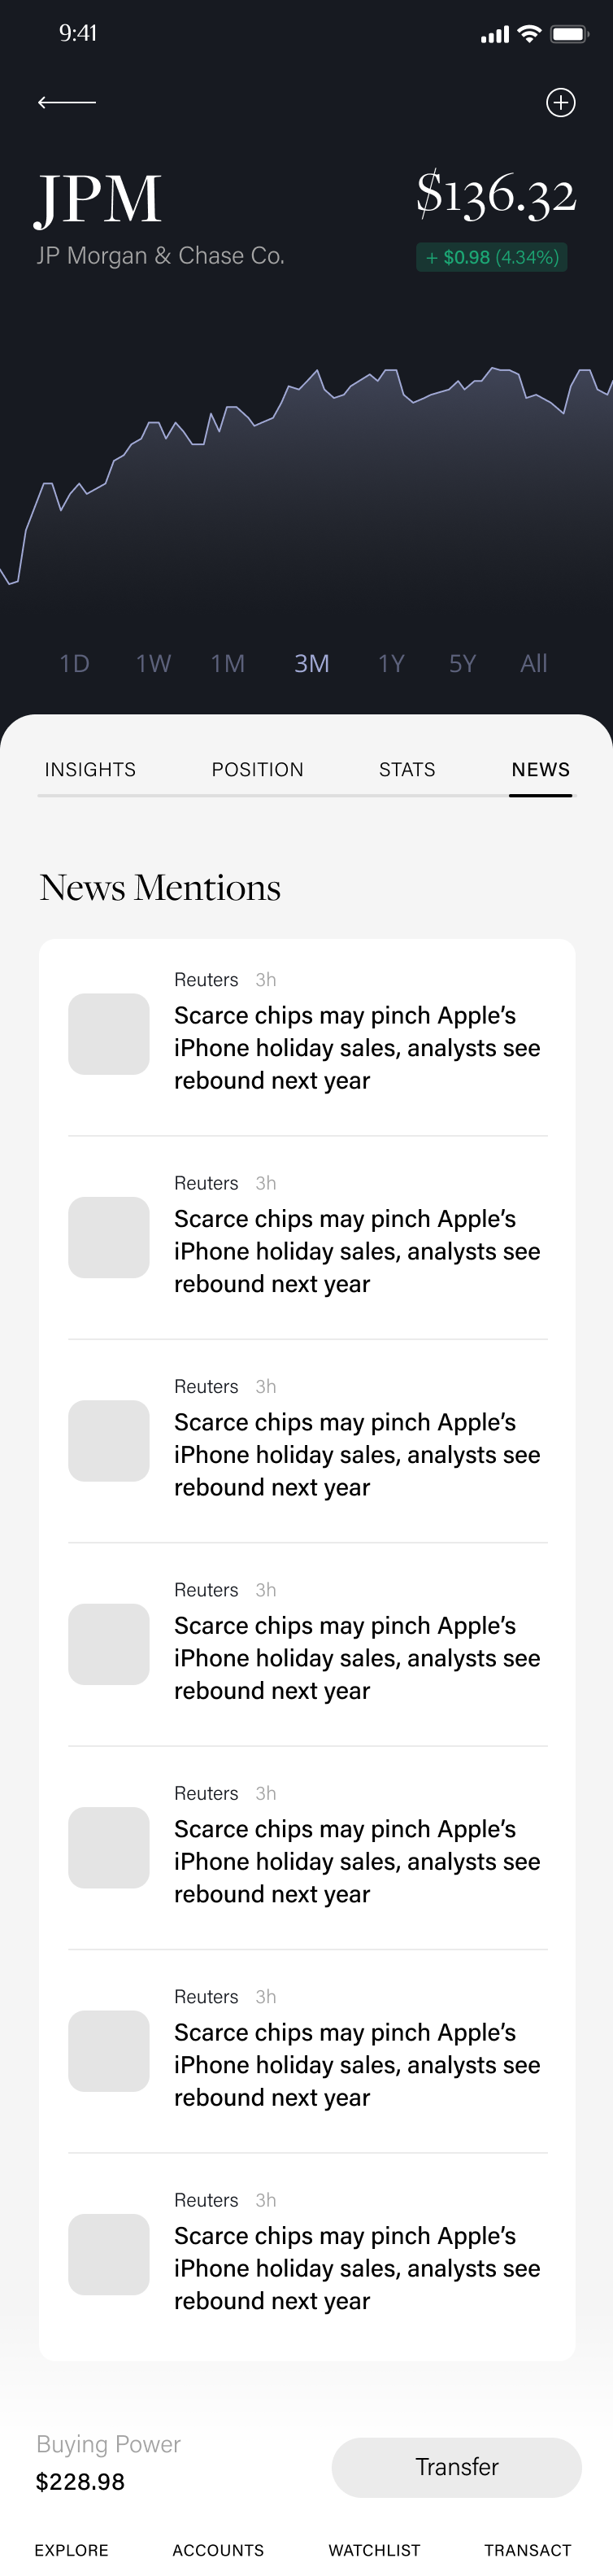 9:41
JPM
$136.32
JP Morgan & Chase Co.
+ $0.98 (4.34%)
1D 1W 1M 3M 1Y 5Y All
INSIGHTS POSITION STATS NEWS
News Mentions
Reuters 3h
Scarce chips may pinch Apple’s
iPhone holiday sales, analysts see
rebound next year
Reuters 3h
Scarce chips may pinch Apple’s
iPhone holiday sales, analysts see
rebound next year
Reuters 3h
Scarce chips may pinch Apple’s
iPhone holiday sales, analysts see
rebound next year
Reuters 3h
Scarce chips may pinch Apple’s
iPhone holiday sales, analysts see
rebound next year
Reuters 3h
Scarce chips may pinch Apple’s
iPhone holiday sales, analysts see
rebound next year
Reuters 3h
Scarce chips may pinch Apple’s
iPhone holiday sales, analysts see
rebound next year
Reuters 3h
Scarce chips may pinch Apple’s
iPhone holiday sales, analysts see
rebound next year
Buying Power
$228.98
Transfer
EXPLORE ACCOUNTS WATCHLIST TRANSACT